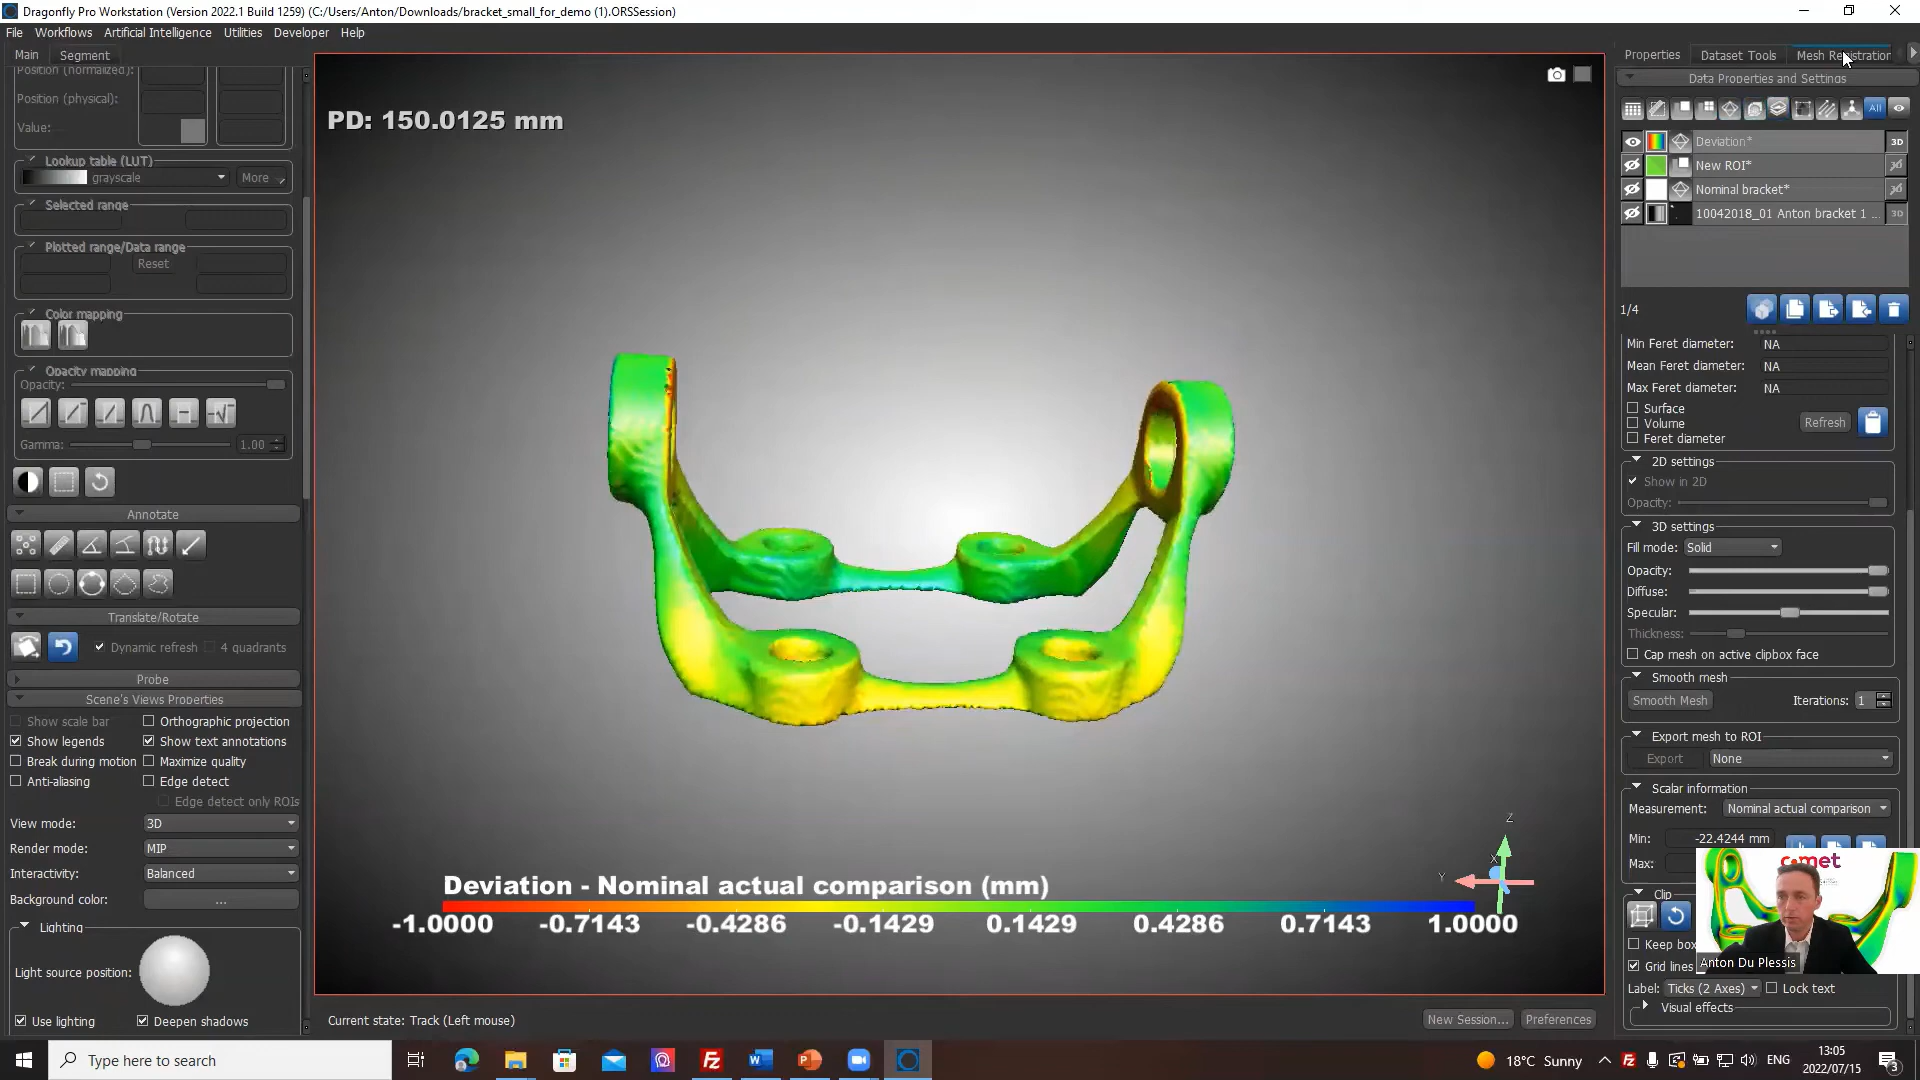 Dragonfly Pro Workstation (Version 2022.1 Build 1259) (C:/Users/Anton/Downloads/bracket_small_for_demo (1).ORSSession)
File Workflows Artificial Intelligence Utilities Developer Help
Main Segment
Properties Dataset Tools Mesh Registration
Position (normalized):
Position (physical):
Value:
Lookup table (LUT)
grayscale More
Selected range
Plotted range/Data range
Reset
Color mapping
Opacity mapping
Opacity:
Gamma: 1.00
Annotate
Translate/Rotate
Dynamic refresh 4 quadrants
Probe
Scene's Views Properties
Show scale bar Orthographic projection
Show legends Show text annotations
Break during motion Maximize quality
Anti-aliasing Edge detect
Edge detect only ROIs
View mode: 3D
Render mode: MIP
Interactivity: Balanced
Background color: ...
Lighting
Light source position:
Use lighting Deepen shadows
PD: 150.0125 mm
Z
X
Y
Deviation - Nominal actual comparison (mm)
-1.0000 -0.7143 -0.4286 -0.1429 0.1429 0.4286 0.7143 1.0000
Current state: Track (Left mouse)
New Session... Preferences
Data Properties and Settings
All
Deviation* 3D
New ROI* 3D
Nominal bracket* 3D
10042018_01 Anton bracket 1 ... 3D
1/4
Min Feret diameter: NA
Mean Feret diameter: NA
Max Feret diameter: NA
Surface
Volume
Feret diameter
Refresh
2D settings
Show in 2D
Opacity:
3D settings
Fill mode: Solid
Opacity:
Diffuse:
Specular:
Thickness:
Cap mesh on active clipbox face
Smooth mesh
Smooth Mesh Iterations: 1
Export mesh to ROI
Export None
Scalar information
Measurement: Nominal actual comparison
Min: -22.4244 mm
Max:
comet
Clip
Keep box
Anton Du Plessis
Grid lines
Label: Ticks (2 Axes) Lock text
Visual effects
Type here to search
18°C Sunny
ENG
13:05
2022/07/15
3